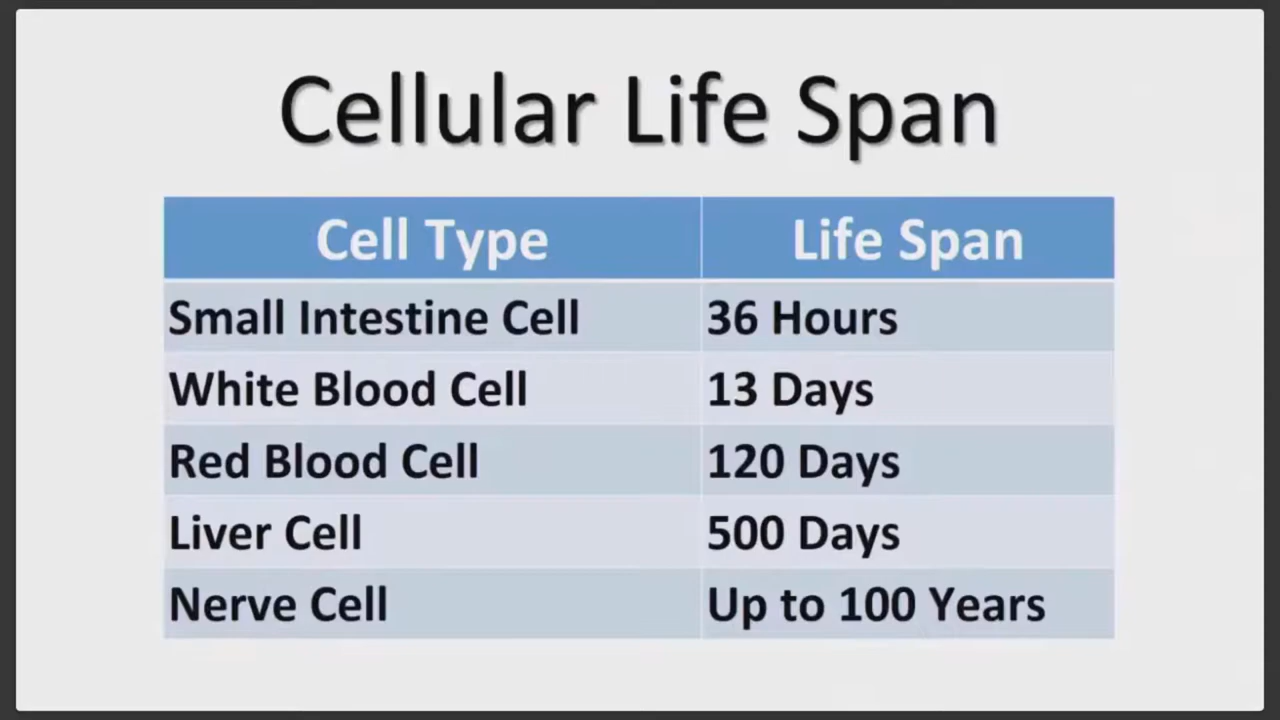 Cellular Life Span
Cell Type Life Span
Small Intestine Cell 36 Hours
White Blood Cell 13 Days
Red Blood Cell 120 Days
Liver Cell 500 Days
Nerve Cell Up to 100 Years